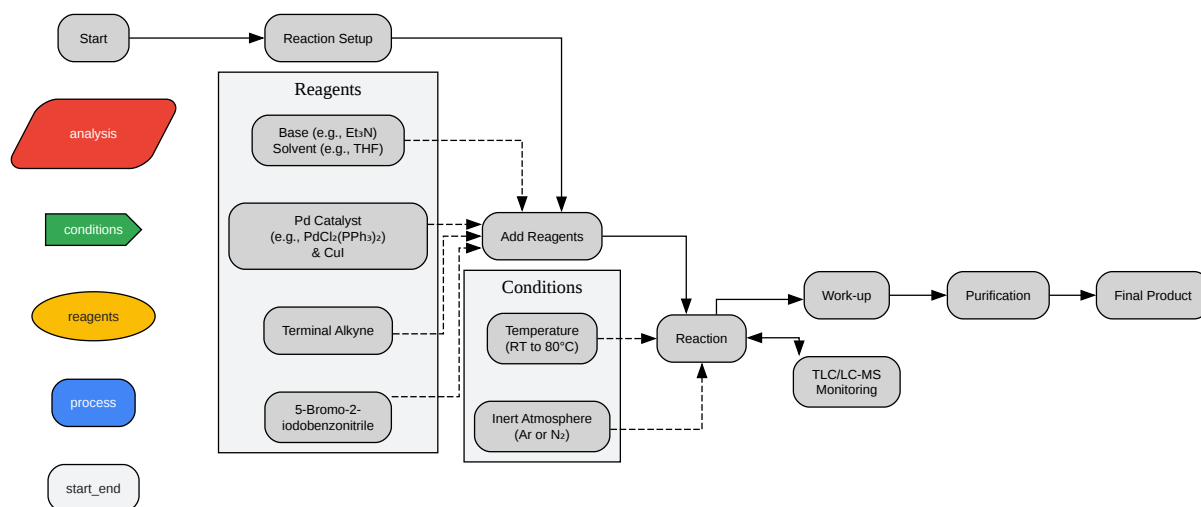 Start
Reaction Setup
analysis
conditions
reagents
process
start_end
Reagents
Base (e.g., Et₃N)
Solvent (e.g., THF)
Pd Catalyst
(e.g., PdCl₂(PPh₃)₂)
& CuI
Terminal Alkyne
5-Bromo-2-
iodobenzonitrile
Add Reagents
Conditions
Temperature
(RT to 80°C)
Inert Atmosphere
(Ar or N₂)
Reaction
Work-up
TLC/LC-MS
Monitoring
Purification
Final Product